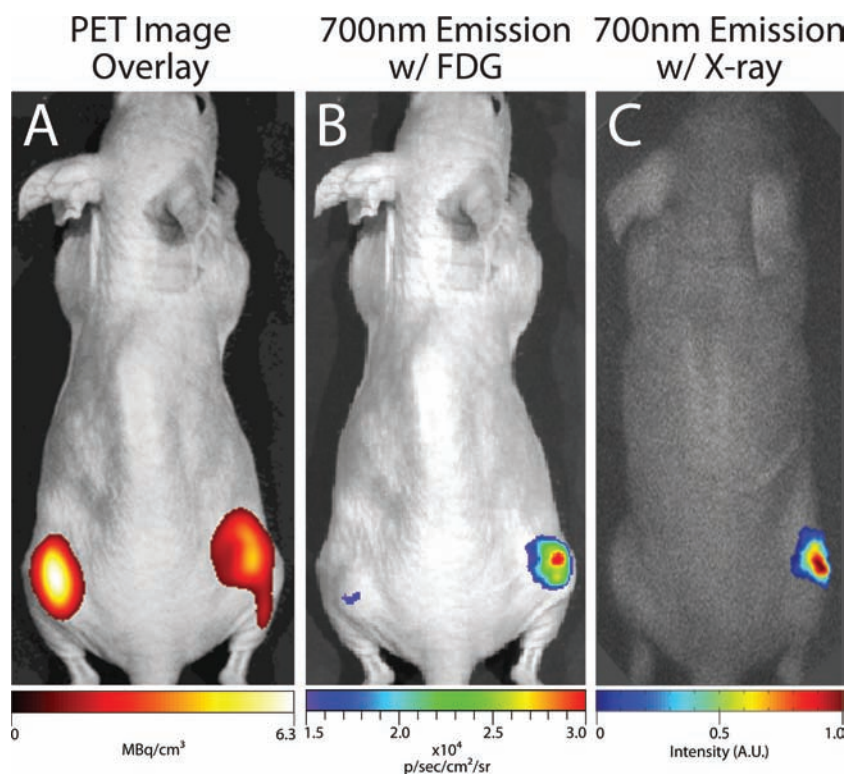 PET Image
Overlay
700nm Emission
w/ FDG
700nm Emission
w/ X-ray
A
B
C
0
6.3
MBq/cm³
1.5
2.0
2.5
3.0
x10⁴
p/sec/cm²/sr
0
0.5
1.0
Intensity (A.U.)